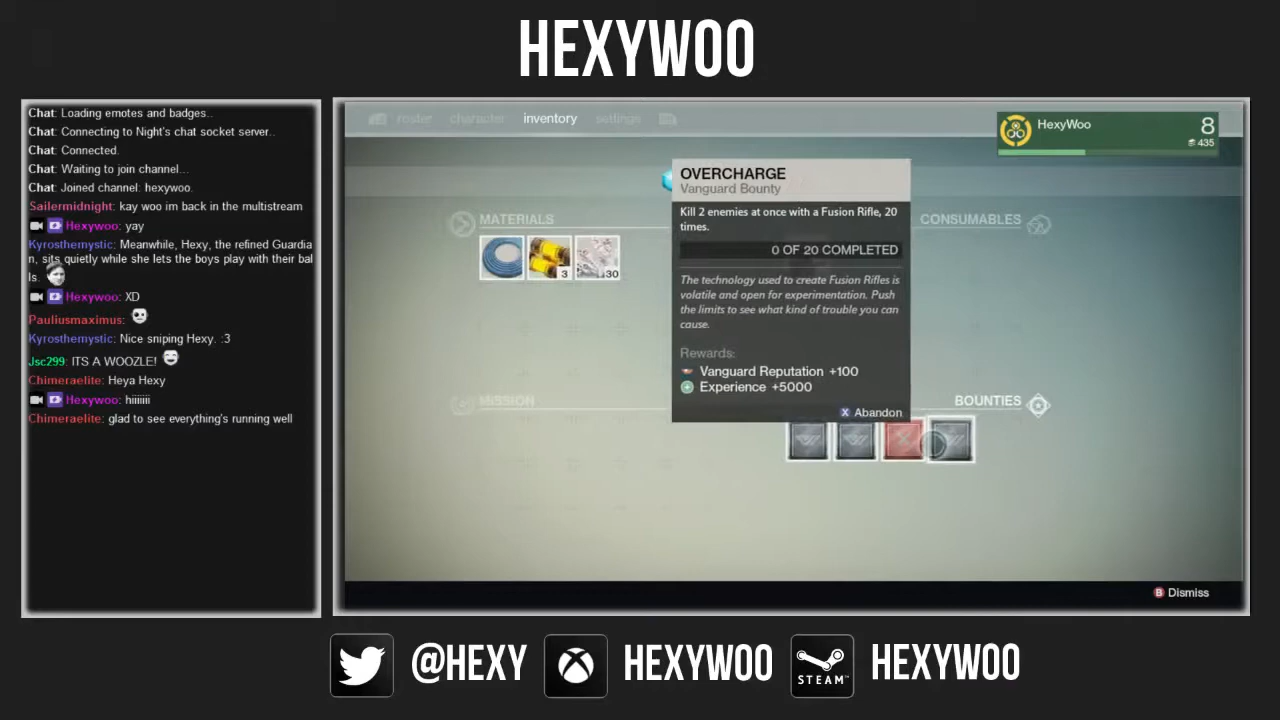 HEXYWOO
Chat: Loading emotes and badges..
Chat: Connecting to Night's chat socket server..
Chat: Connected.
Chat: Waiting to join channel...
Chat: Joined channel: hexywoo.
Sailermidnight: kay woo im back in the multistream
Hexywoo: yay
Kyrosthemystic: Meanwhile, Hexy, the refined Guardia
n, sits quietly while she lets the boys play with their bal
ls.
Hexywoo: XD
Pauliusmaximus:
Kyrosthemystic: Nice sniping Hexy. :3
Jsc299: ITS A WOOZLE!
Chimeraelite: Heya Hexy
Hexywoo: hiiiiiii
Chimeraelite: glad to see everything's running well
roster character inventory settings
HexyWoo 8
435
OVERCHARGE
Vanguard Bounty
Kill 2 enemies at once with a Fusion Rifle, 20
times.
0 OF 20 COMPLETED
The technology used to create Fusion Rifles is
volatile and open for experimentation. Push
the limits to see what kind of trouble you can
cause.
Rewards:
Vanguard Reputation +100
Experience +5000
X Abandon
MATERIALS
3
30
CONSUMABLES
MISSION
BOUNTIES
B Dismiss
@HEXY HEXYWOO STEAM™ HEXYWOO